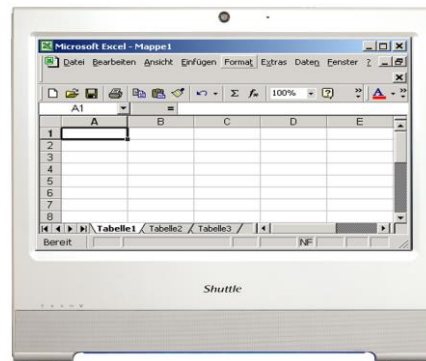 Microsoft Excel - Mappe1
Datei Bearbeiten Ansicht Einfügen Format Extras Daten Fenster ?
Σ fx 100% ? » A »
A1 =
A B C D E
1
2
3
4
5
6
7
8
Tabelle1 Tabelle2 Tabelle3
Bereit NF
Shuttle